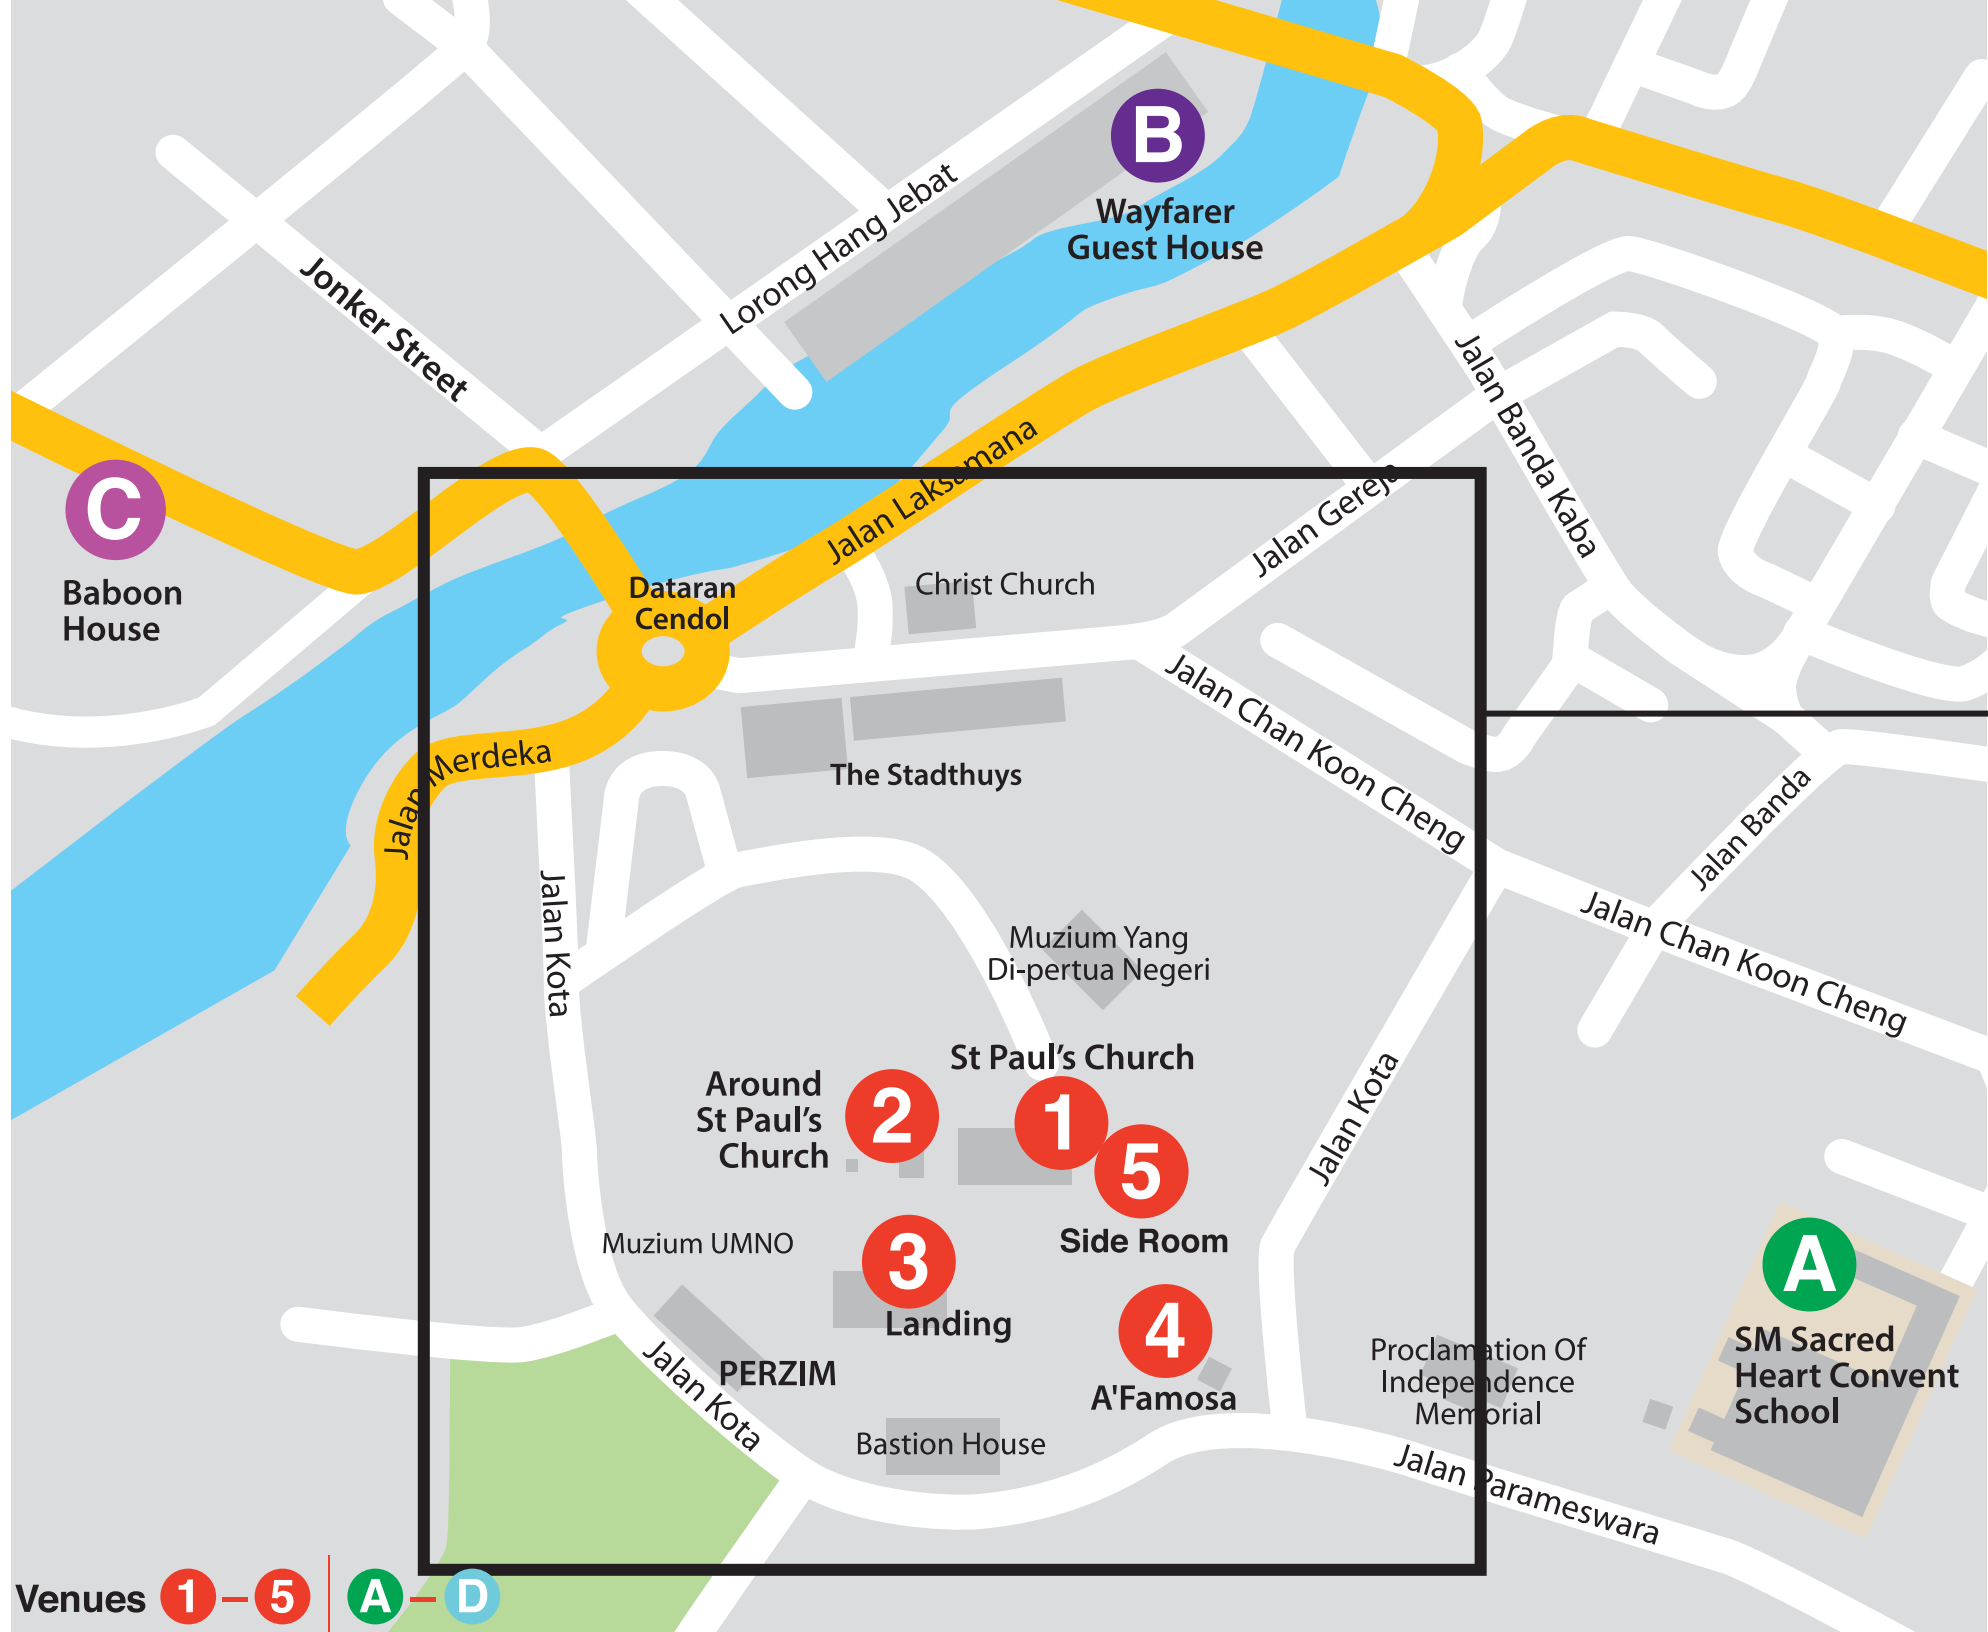 B
Wayfarer
Guest House
Lorong Hang Jebat
Jonker Street
C
Baboon
House
Jalan Laksamana
Jalan Gereja
Jalan Banda Kaba
Dataran
Cendol
Christ Church
Jalan Merdeka
The Stadthuys
Jalan Chan Koon Cheng
Jalan Banda
Jalan Kota
Muzium Yang
Di-pertua Negeri
Jalan Chan Koon Cheng
St Paul's Church
Around
St Paul's
Church
2
1
5
Side Room
Jalan Kota
Muzium UMNO
3
Landing
4
A'Famosa
A
SM Sacred
Heart Convent
School
Proclamation Of
Independence
Memorial
PERZIM
Jalan Kota
Bastion House
Jalan Parameswara
Venues 1 – 5 | A – D